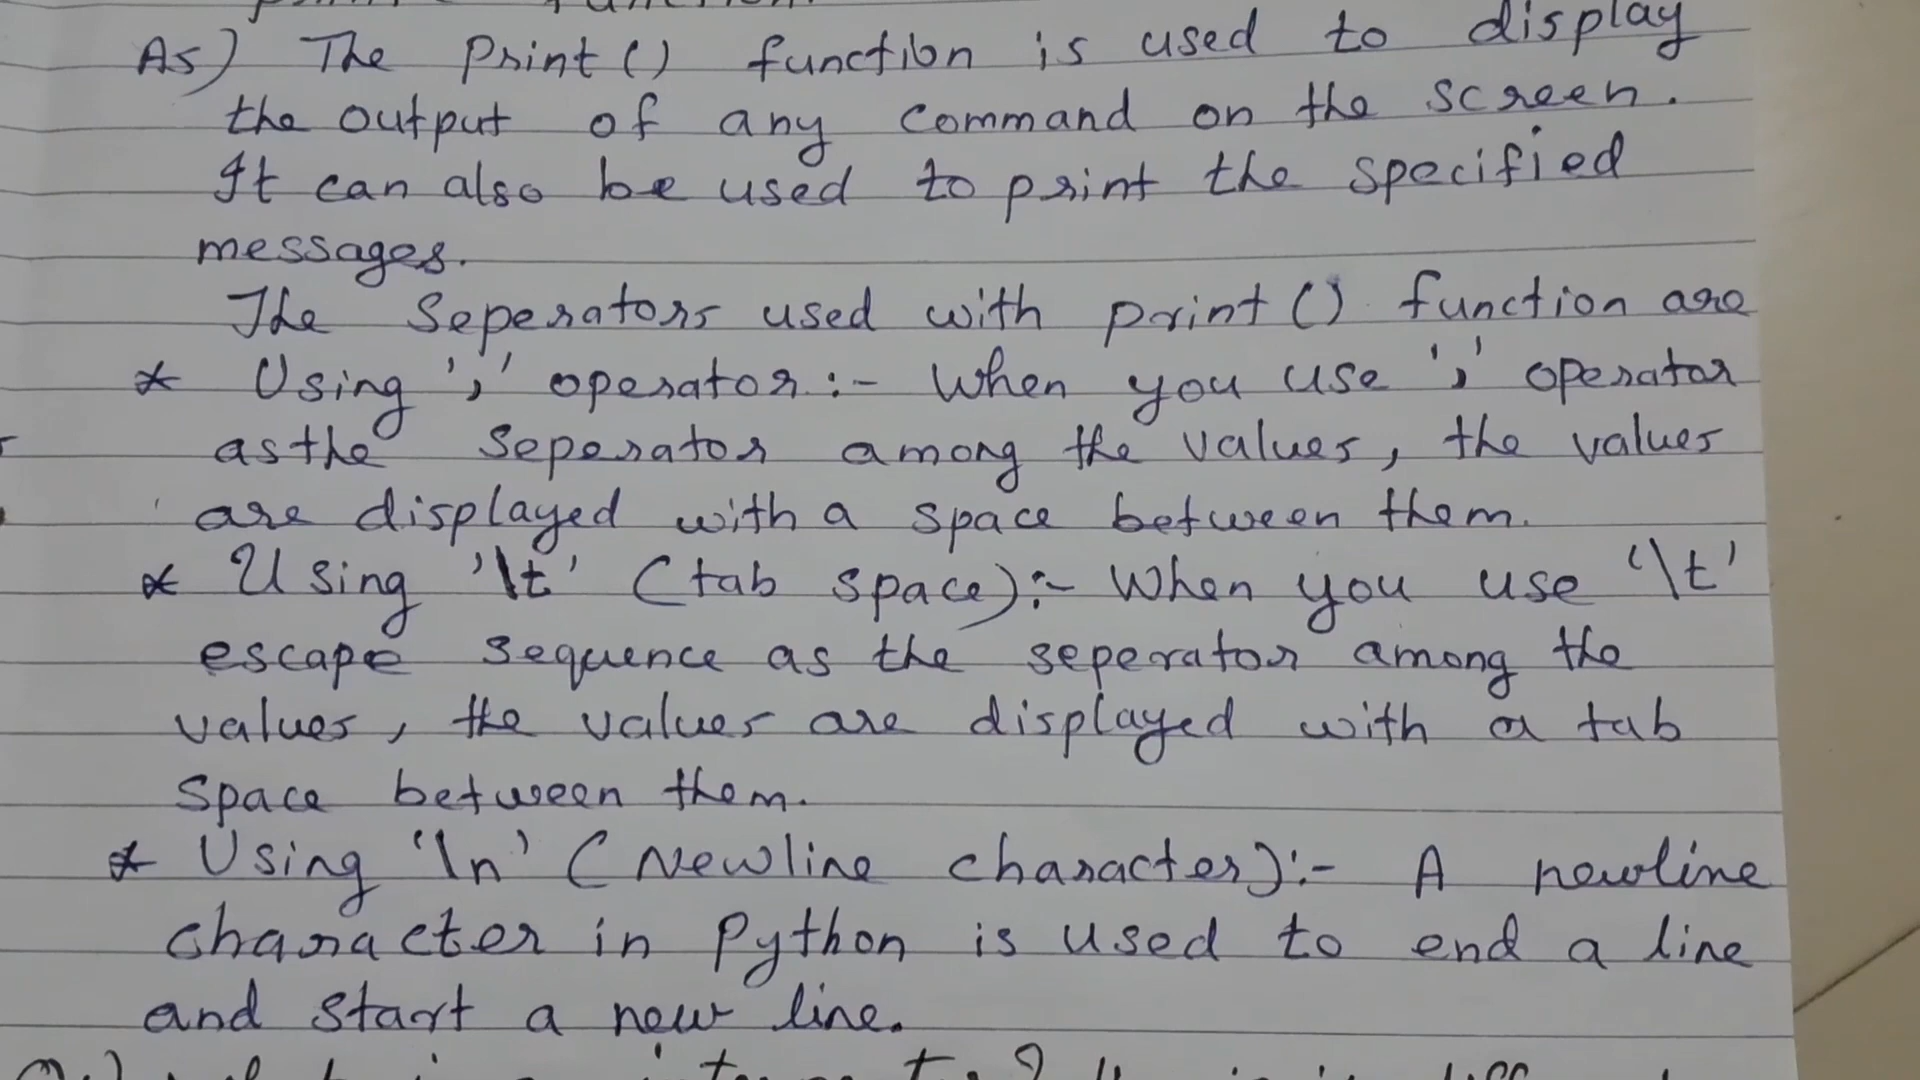 print() function.
A5) The print() function is used to display
the output of any command on the screen.
It can also be used to print the specified
messages.
The Seperators used with print() function are
* Using ',' operator :- When you use ',' operator
as the seperator among the values, the values
are displayed with a space between them.
* Using '\t' (tab space):- When you use '\t'
escape sequence as the seperator among the
values, the values are displayed with a tab
space between them.
* Using '\n' (Newline character):- A newline
character in Python is used to end a line
and start a new line.